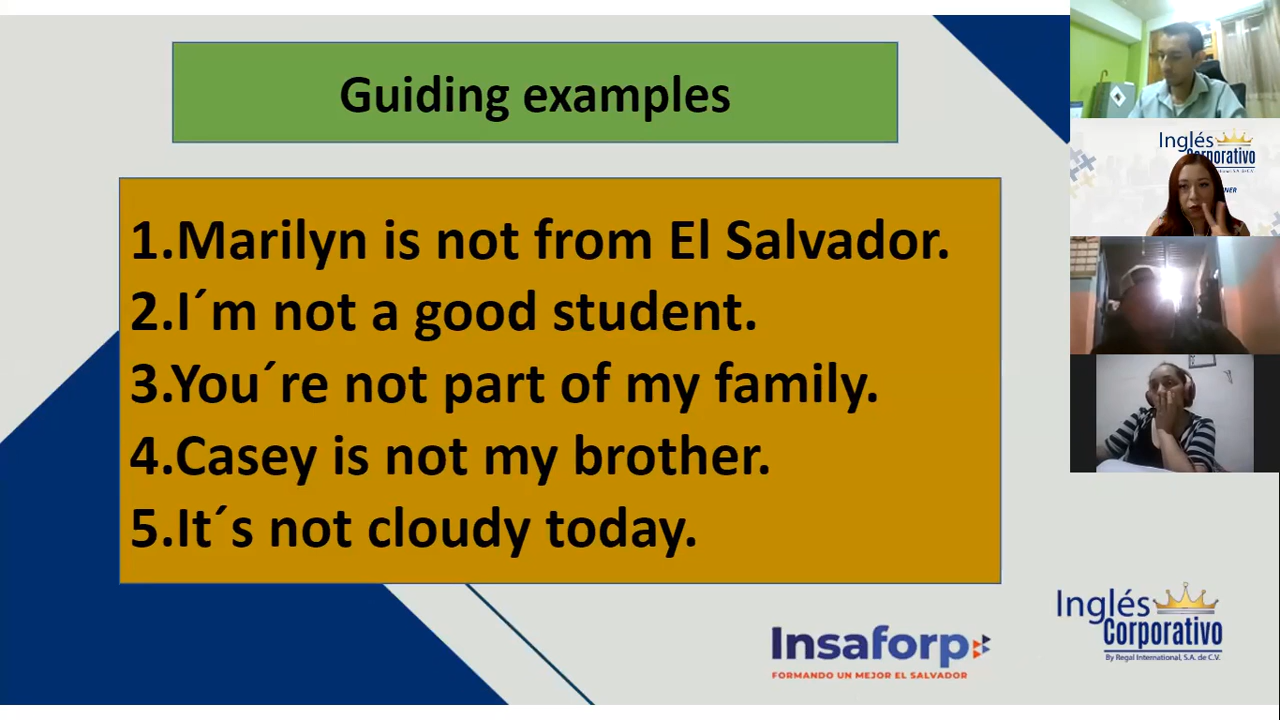 Guiding examples
1.Marilyn is not from El Salvador.
2.I´m not a good student.
3.You´re not part of my family.
4.Casey is not my brother.
5.It´s not cloudy today.
Insaforp
FORMANDO UN MEJOR EL SALVADOR
Inglés
Corporativo
By Regal International, S.A. de C.V.
Inglés
Corporativo